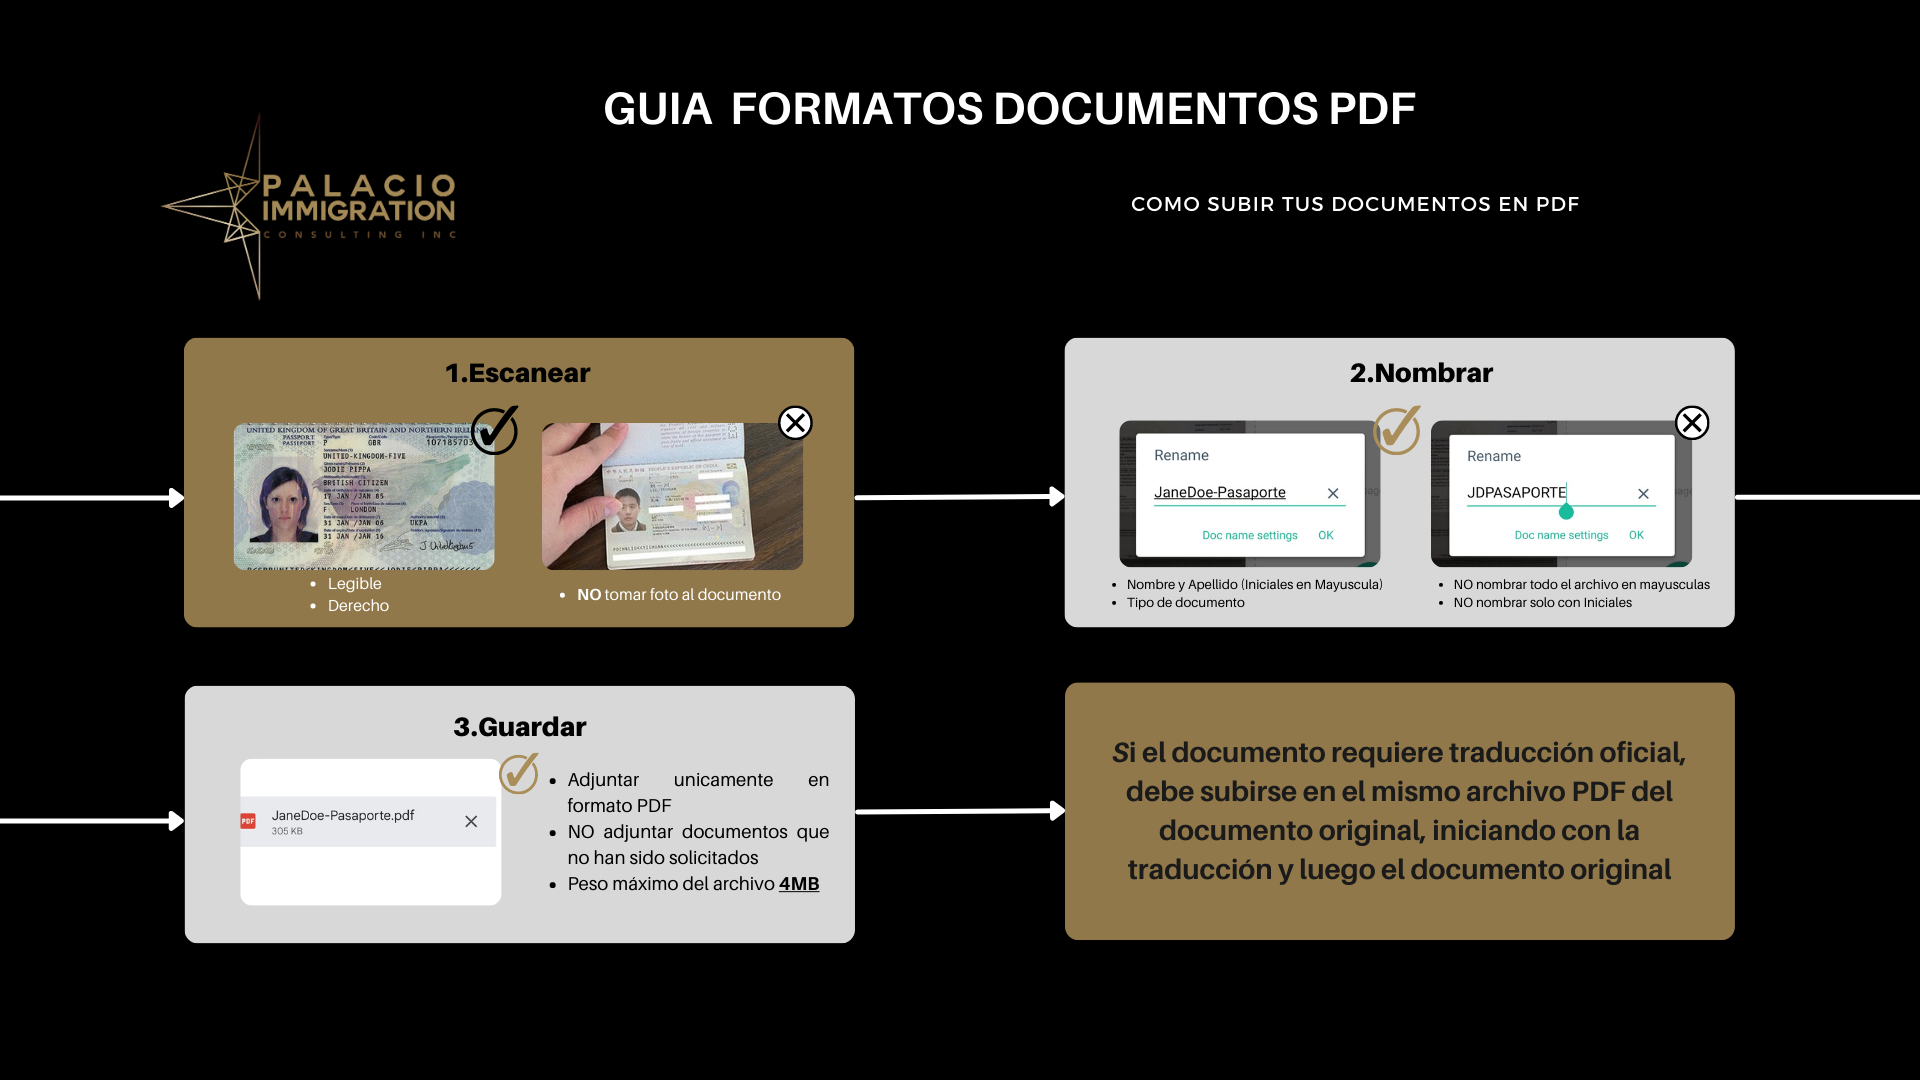 GUIA FORMATOS DOCUMENTOS PDF
PALACIO
IMMIGRATION
CONSULTING INC
COMO SUBIR TUS DOCUMENTOS EN PDF
1.Escanear
UNITED KINGDOM OF GREAT BRITAIN AND NORTHERN IRELAND
PASSPORT
PASSEPORT
P
GBR
107185703
UNITED-KINGDOM-FIVE
JODIE PIPPA
BRITISH CITIZEN
17 JAN /JAN 85
F LONDON
31 JAN /JAN 06
UKPA
31 JAN /JAN 16
PEOPLE'S REPUBLIC OF CHINA
Legible
Derecho
NO tomar foto al documento
2.Nombrar
Rename
JaneDoe-Pasaporte
Doc name settings OK
Rename
JDPASAPORTE
Doc name settings OK
Nombre y Apellido (Iniciales en Mayuscula)
Tipo de documento
NO nombrar todo el archivo en mayusculas
NO nombrar solo con Iniciales
3.Guardar
PDF
JaneDoe-Pasaporte.pdf
305 KB
Adjuntar unicamente en
formato PDF
NO adjuntar documentos que
no han sido solicitados
Peso máximo del archivo 4MB
Si el documento requiere traducción oficial,
debe subirse en el mismo archivo PDF del
documento original, iniciando con la
traducción y luego el documento original